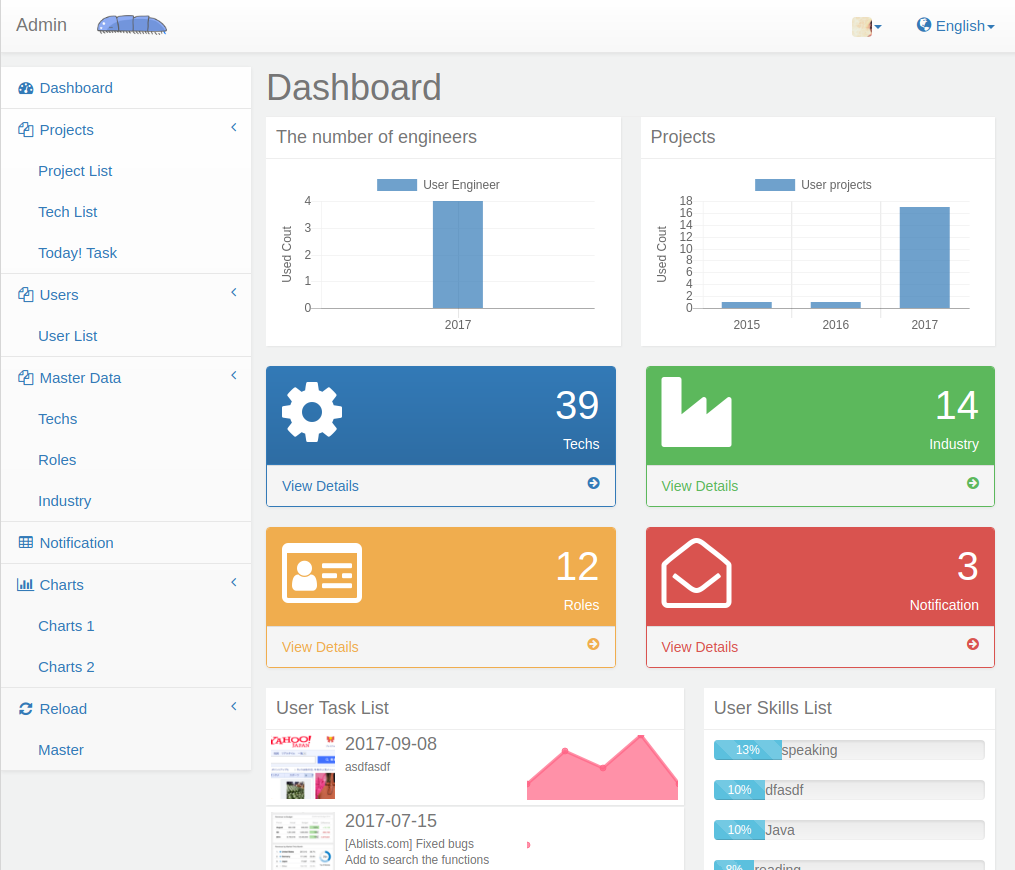 Admin
English
Dashboard
Projects
Project List
Tech List
Today! Task
Users
User List
Master Data
Techs
Roles
Industry
Notification
Charts
Charts 1
Charts 2
Reload
Master
Dashboard
The number of engineers
User Engineer
Used Cout
4
3
2
1
0
2017
Projects
User projects
Used Cout
18
16
14
12
10
8
6
4
2
0
2015 2016 2017
39
Techs
View Details
14
Industry
View Details
12
Roles
View Details
3
Notification
View Details
User Task List
YAHOO!
JAPAN
2017-09-08
asdfasdf
2017-07-15
[Ablists.com] Fixed bugs
Add to search the functions
User Skills List
13% speaking
10% dfasdf
10% Java
8% reading